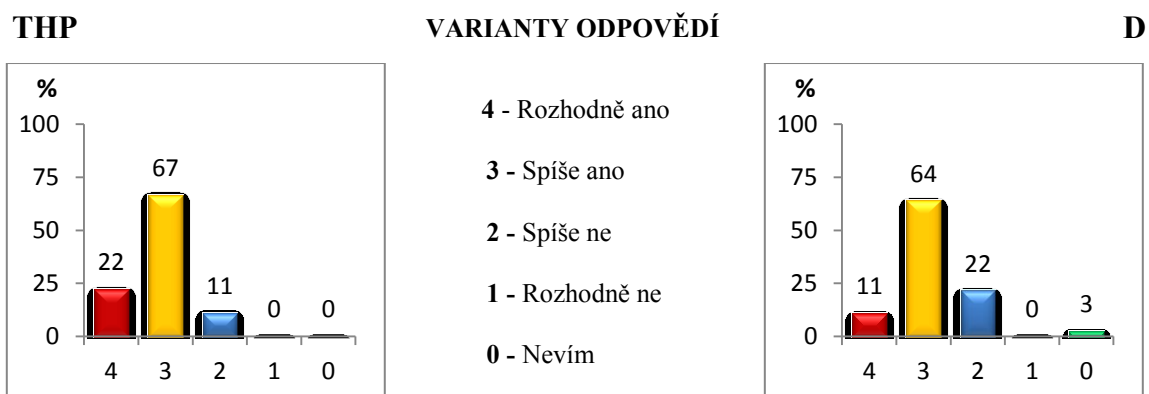 THP
VARIANTY ODPOVĚDÍ
D
%
100
75
50
25
0
22
67
11
0
0
4 3 2 1 0
4 - Rozhodně ano
3 - Spíše ano
2 - Spíše ne
1 - Rozhodně ne
0 - Nevím
%
100
75
50
25
0
11
64
22
0
3
4 3 2 1 0